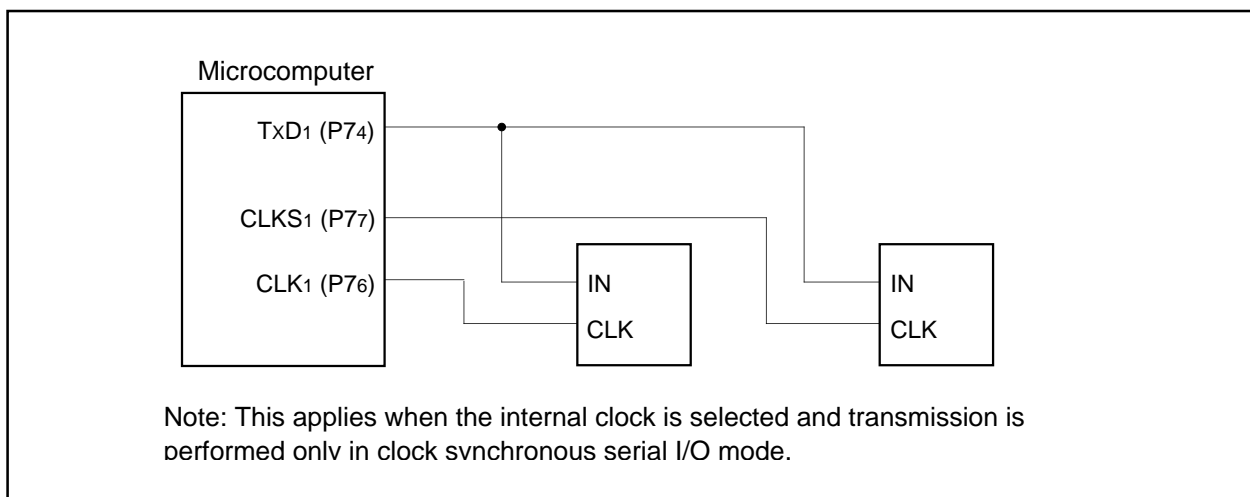 Microcomputer
TxD1 (P74)
CLKS1 (P77)
CLK1 (P76)
IN
CLK
IN
CLK
Note: This applies when the internal clock is selected and transmission is
performed only in clock synchronous serial I/O mode.